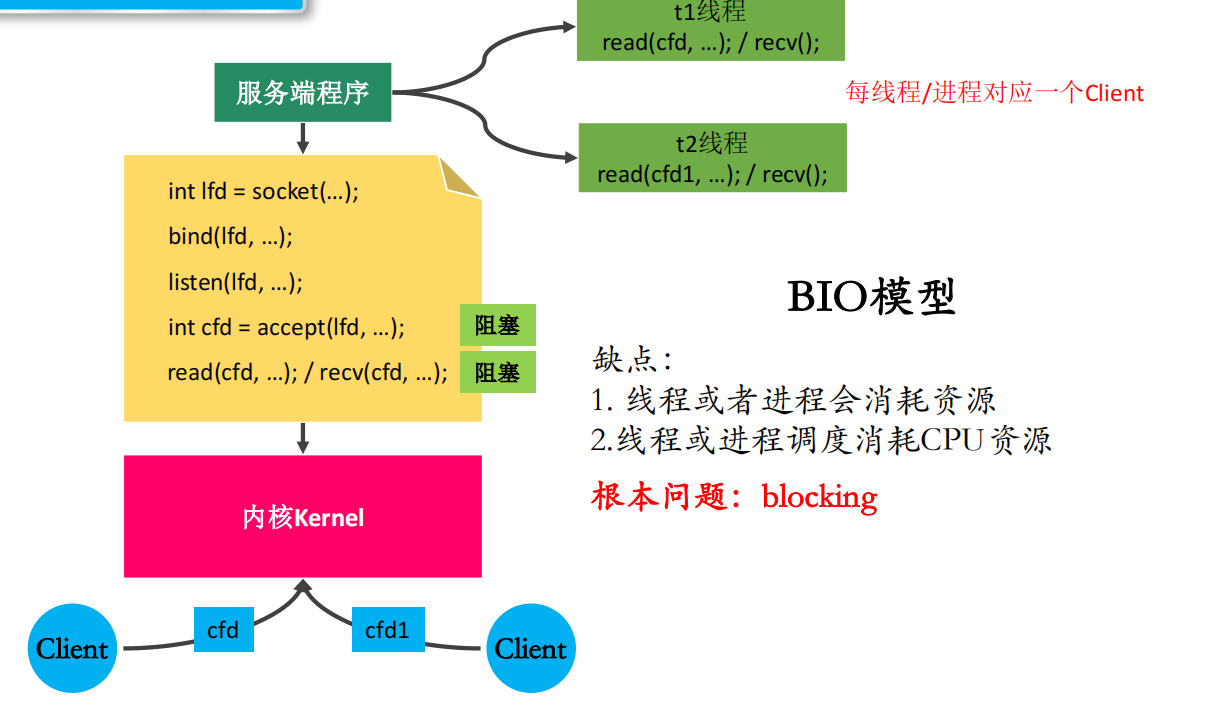 t1线程
read(cfd, …); / recv();
服务端程序
每线程/进程对应一个Client
t2线程
read(cfd1, …); / recv();
int lfd = socket(…);
bind(lfd, …);
listen(lfd, …);
int cfd = accept(lfd, …);
阻塞
read(cfd, …); / recv(cfd, …);
阻塞
BIO模型
缺点：
1. 线程或者进程会消耗资源
2.线程或进程调度消耗CPU资源
根本问题：blocking
内核Kernel
cfd
cfd1
Client
Client